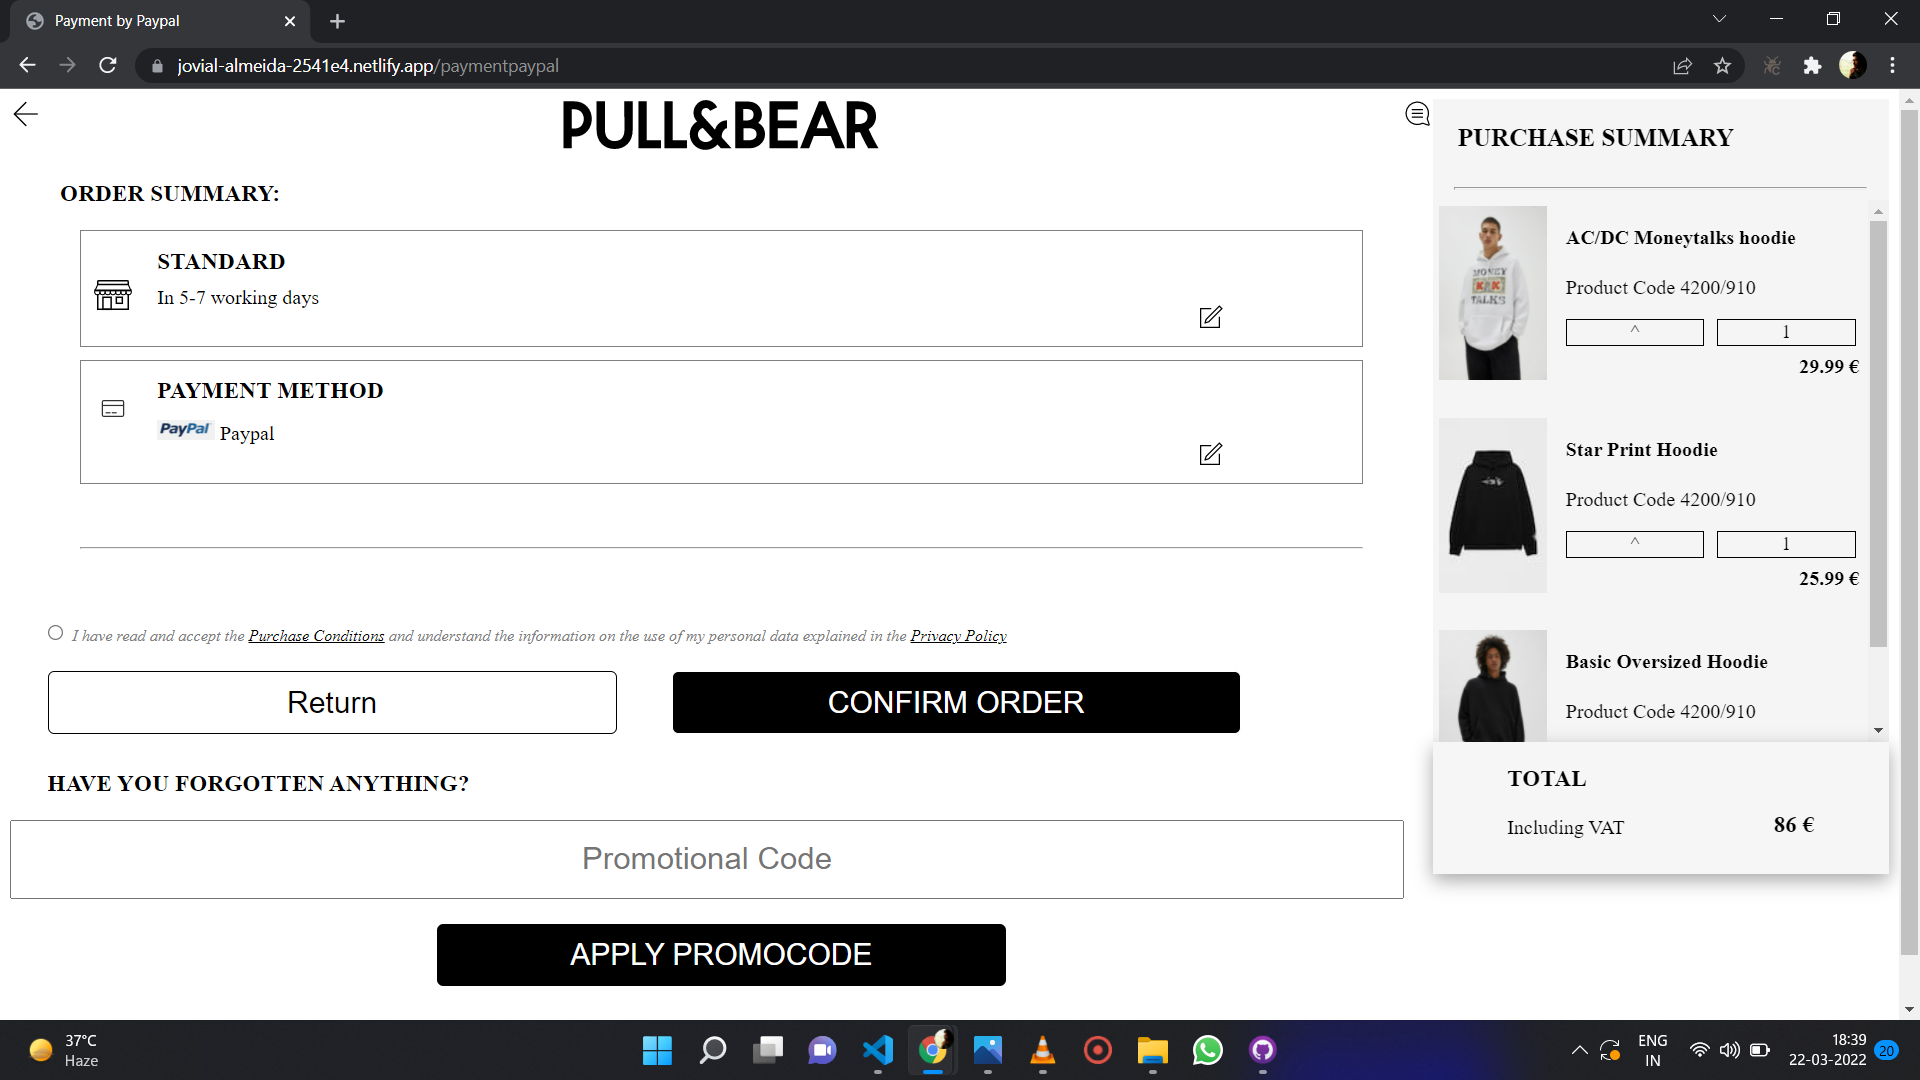 Payment by Paypal
jovial-almeida-2541e4.netlify.app/paymentpaypal
PULL&BEAR
ORDER SUMMARY:
STANDARD
In 5-7 working days
PAYMENT METHOD
PayPal Paypal
I have read and accept the Purchase Conditions and understand the information on the use of my personal data explained in the Privacy Policy
Return
CONFIRM ORDER
HAVE YOU FORGOTTEN ANYTHING?
Promotional Code
APPLY PROMOCODE
PURCHASE SUMMARY
MONEY
TALKS
AC/DC Moneytalks hoodie
Product Code 4200/910
^ 1
29.99 €
Star Print Hoodie
Product Code 4200/910
^ 1
25.99 €
Basic Oversized Hoodie
Product Code 4200/910
TOTAL
Including VAT 86 €
37°C
Haze
ENG
IN
18:39
22-03-2022
20